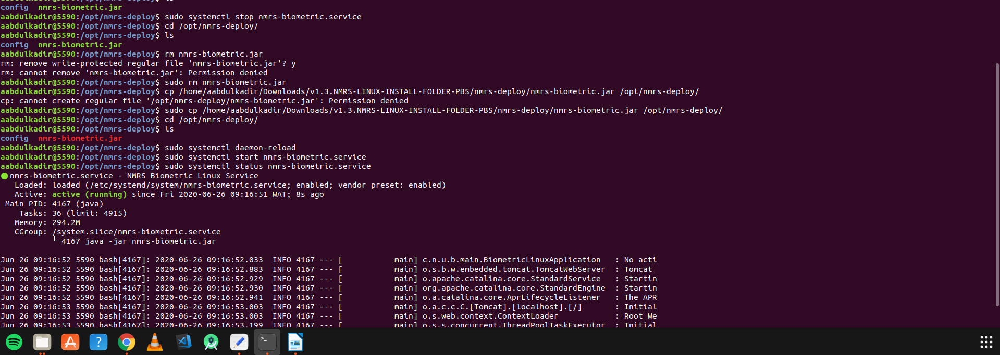 config  nmrs-biometric.jar
aabdulkadir@5590:/opt/nmrs-deploy$ sudo systemctl stop nmrs-biometric.service
aabdulkadir@5590:/opt/nmrs-deploy$ cd /opt/nmrs-deploy/
aabdulkadir@5590:/opt/nmrs-deploy$ ls
config  nmrs-biometric.jar
aabdulkadir@5590:/opt/nmrs-deploy$ rm nmrs-biometric.jar
rm: remove write-protected regular file 'nmrs-biometric.jar'? y
rm: cannot remove 'nmrs-biometric.jar': Permission denied
aabdulkadir@5590:/opt/nmrs-deploy$ sudo rm nmrs-biometric.jar
aabdulkadir@5590:/opt/nmrs-deploy$ cp /home/aabdulkadir/Downloads/v1.3.NMRS-LINUX-INSTALL-FOLDER-PBS/nmrs-deploy/nmrs-biometric.jar /opt/nmrs-deploy/
cp: cannot create regular file '/opt/nmrs-deploy/nmrs-biometric.jar': Permission denied
aabdulkadir@5590:/opt/nmrs-deploy$ sudo cp /home/aabdulkadir/Downloads/v1.3.NMRS-LINUX-INSTALL-FOLDER-PBS/nmrs-deploy/nmrs-biometric.jar /opt/nmrs-deploy/
aabdulkadir@5590:/opt/nmrs-deploy$ cd /opt/nmrs-deploy/
aabdulkadir@5590:/opt/nmrs-deploy$ ls
config  nmrs-biometric.jar
aabdulkadir@5590:/opt/nmrs-deploy$ sudo systemctl daemon-reload
aabdulkadir@5590:/opt/nmrs-deploy$ sudo systemctl start nmrs-biometric.service
aabdulkadir@5590:/opt/nmrs-deploy$ sudo systemctl status nmrs-biometric.service
● nmrs-biometric.service - NMRS Biometric Linux Service
   Loaded: loaded (/etc/systemd/system/nmrs-biometric.service; enabled; vendor preset: enabled)
   Active: active (running) since Fri 2020-06-26 09:16:51 WAT; 8s ago
 Main PID: 4167 (java)
    Tasks: 36 (limit: 4915)
   Memory: 294.2M
   CGroup: /system.slice/nmrs-biometric.service
           └─4167 java -jar nmrs-biometric.jar
Jun 26 09:16:52 5590 bash[4167]: 2020-06-26 09:16:52.033  INFO 4167 --- [           main] c.n.u.b.main.BiometricLinuxApplication   : No acti
Jun 26 09:16:52 5590 bash[4167]: 2020-06-26 09:16:52.883  INFO 4167 --- [           main] o.s.b.w.embedded.tomcat.TomcatWebServer  : Tomcat
Jun 26 09:16:52 5590 bash[4167]: 2020-06-26 09:16:52.929  INFO 4167 --- [           main] o.apache.catalina.core.StandardService   : Startin
Jun 26 09:16:52 5590 bash[4167]: 2020-06-26 09:16:52.930  INFO 4167 --- [           main] org.apache.catalina.core.StandardEngine  : Startin
Jun 26 09:16:52 5590 bash[4167]: 2020-06-26 09:16:52.941  INFO 4167 --- [           main] o.a.catalina.core.AprLifecycleListener   : The APR
Jun 26 09:16:53 5590 bash[4167]: 2020-06-26 09:16:53.003  INFO 4167 --- [           main] o.a.c.c.C.[Tomcat].[localhost].[/]       : Initial
Jun 26 09:16:53 5590 bash[4167]: 2020-06-26 09:16:53.003  INFO 4167 --- [           main] o.s.web.context.ContextLoader            : Root We
Jun 26 09:16:53 5590 bash[4167]: 2020-06-26 09:16:53.199  INFO 4167 --- [           main] o.s.s.concurrent.ThreadPoolTaskExecutor  : Initial